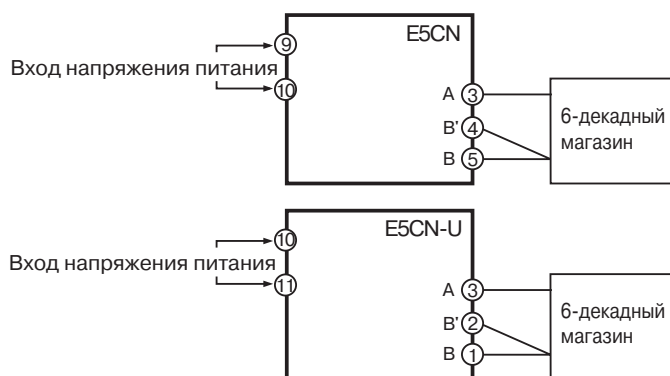 E5CN
9
Вход напряжения питания
10
A 3
B' 4
B 5
6-декадный
магазин
E5CN-U
10
Вход напряжения питания
11
A 3
B' 2
B 1
6-декадный
магазин